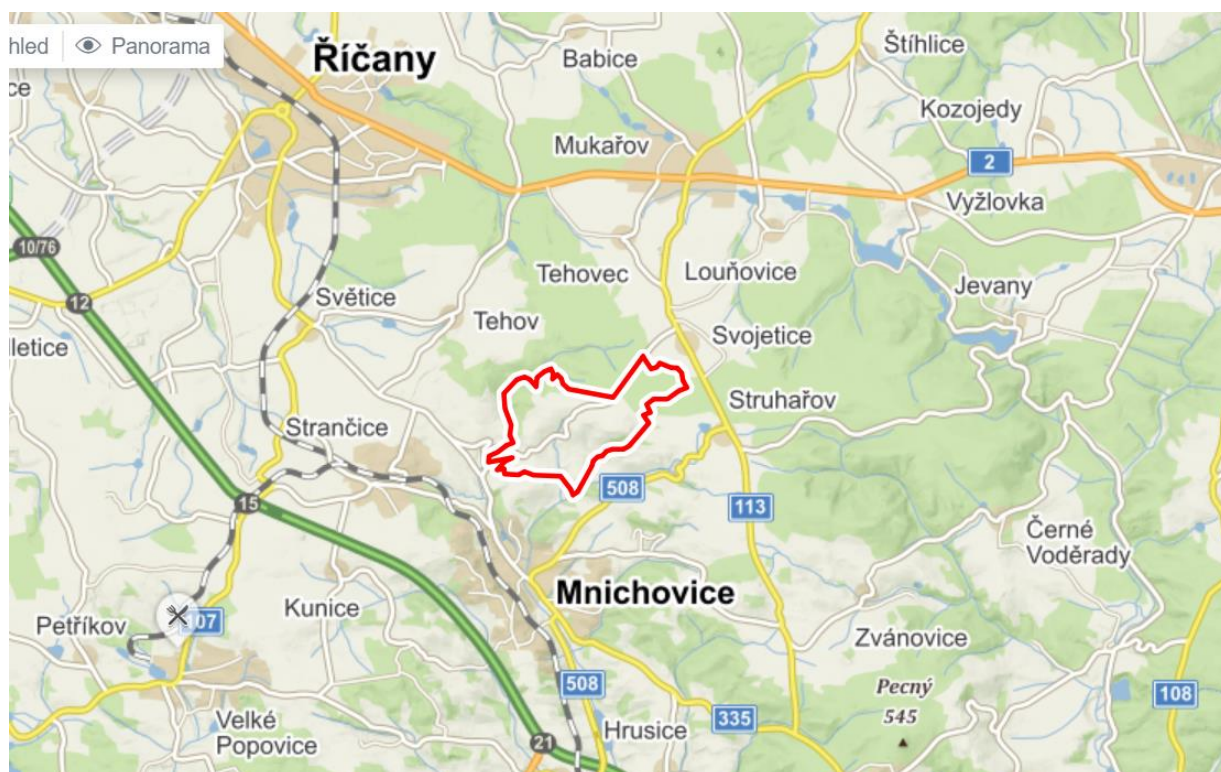 hled
Panorama
Říčany
Babice
Štíhlice
ce
Kozojedy
Mukařov
2
Vyžlovka
10/76
Tehovec
Louňovice
Jevany
12
Světice
Tehov
Svojetice
lletice
Struhařov
Strančice
508
15
113
Černé
Voděrady
Mnichovice
Kunice
Petříkov
07
Zvánovice
508
Pecný
545
108
335
Velké
Popovice
Hrusice
21